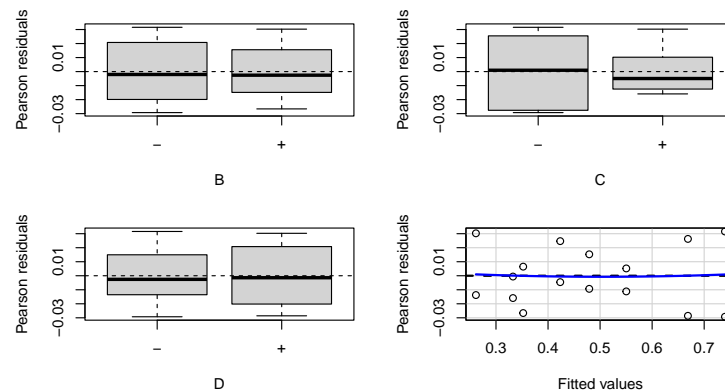 Pearson residuals
0.01
−0.03
−
+
B
Pearson residuals
0.01
−0.03
−
+
C
Pearson residuals
0.01
−0.03
−
+
D
Pearson residuals
0.01
−0.03
0.3 0.4 0.5 0.6 0.7
Fitted values